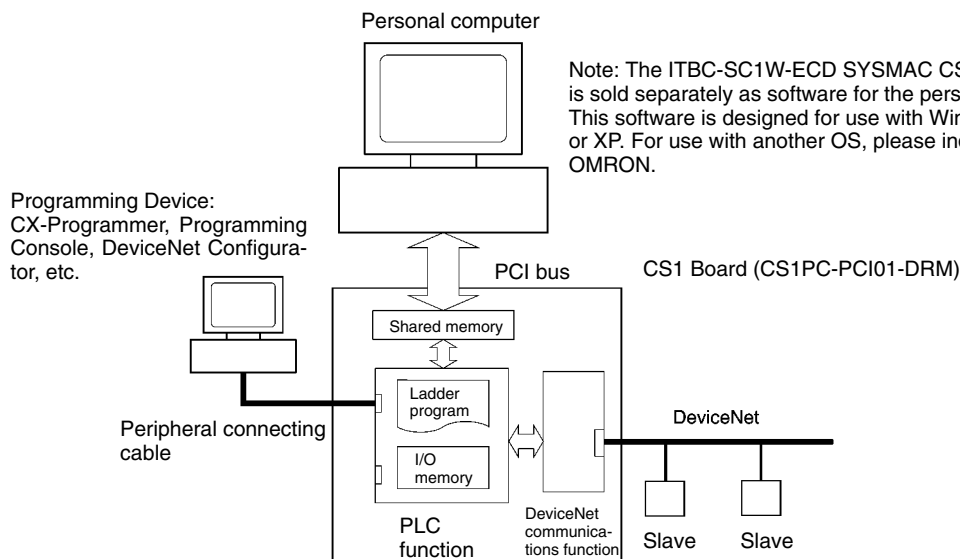 Personal computer
Note: The ITBC-SC1W-ECD SYSMAC CS
is sold separately as software for the pers
This software is designed for use with Wi
or XP. For use with another OS, please in
OMRON.
Programming Device:
CX-Programmer, Programming
Console, DeviceNet Configura-
tor, etc.
PCI bus
CS1 Board (CS1PC-PCI01-DRM)
Shared memory
Ladder
program
Peripheral connecting
cable
I/O
memory
DeviceNet
PLC
function
DeviceNet
communica-
tions function
Slave
Slave